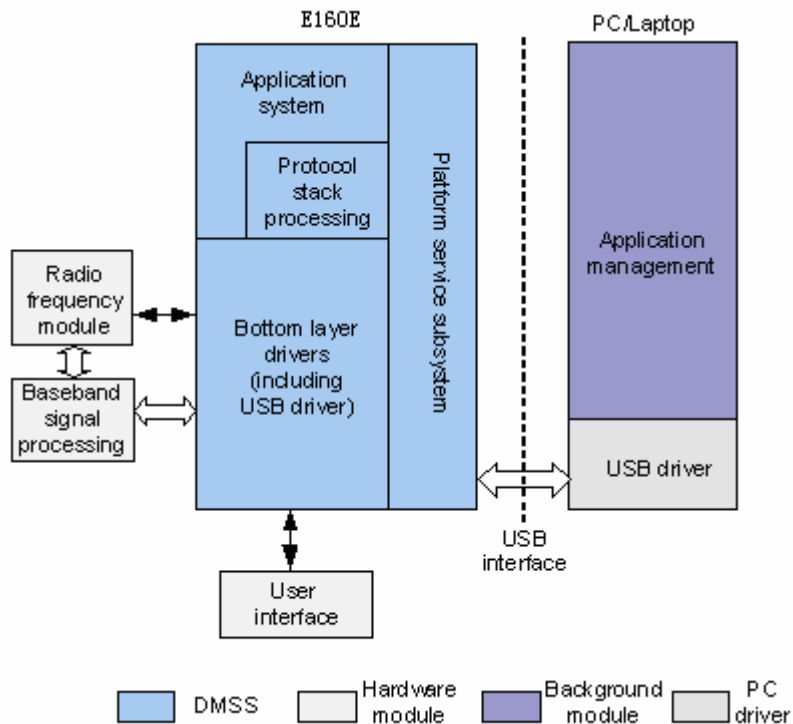 E160E
PC/Laptop
Application
system
Protocol
stack
processing
Platform service subsystem
Application
management
Radio
frequency
module
Bottom layer
drivers
(including
USB driver)
Baseband
signal
processing
USB driver
USB
interface
User
interface
DMSS
Hardware
module
Background
module
PC
driver